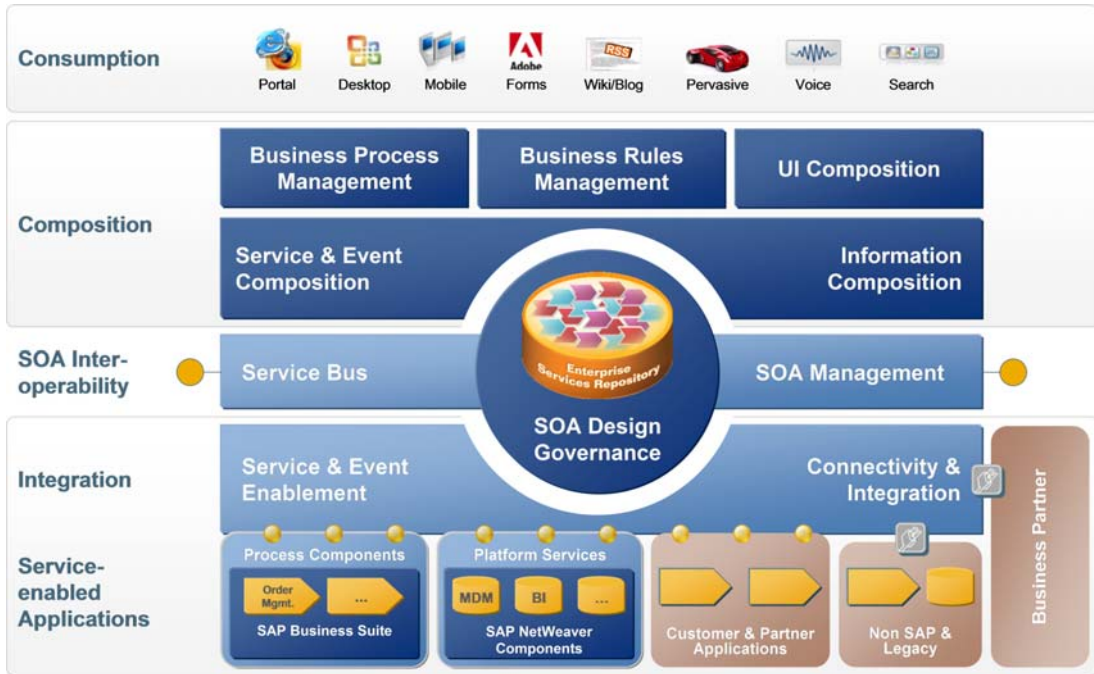 Consumption
RSS
Adobe
Portal
Desktop
Mobile
Forms
Wiki/Blog
Pervasive
Voice
Search
Composition
Business Process
Management
Business Rules
Management
UI Composition
Service & Event
Composition
Information
Composition
Enterprise
Services Repository
SOA Design
Governance
SOA Inter-
operability
Service Bus
SOA Management
Integration
Service & Event
Enablement
Connectivity &
Integration
Business Partner
Service-
enabled
Applications
Process Components
Order
Mgmt.
...
SAP Business Suite
Platform Services
MDM
BI
...
SAP NetWeaver
Components
Customer & Partner
Applications
Non SAP &
Legacy